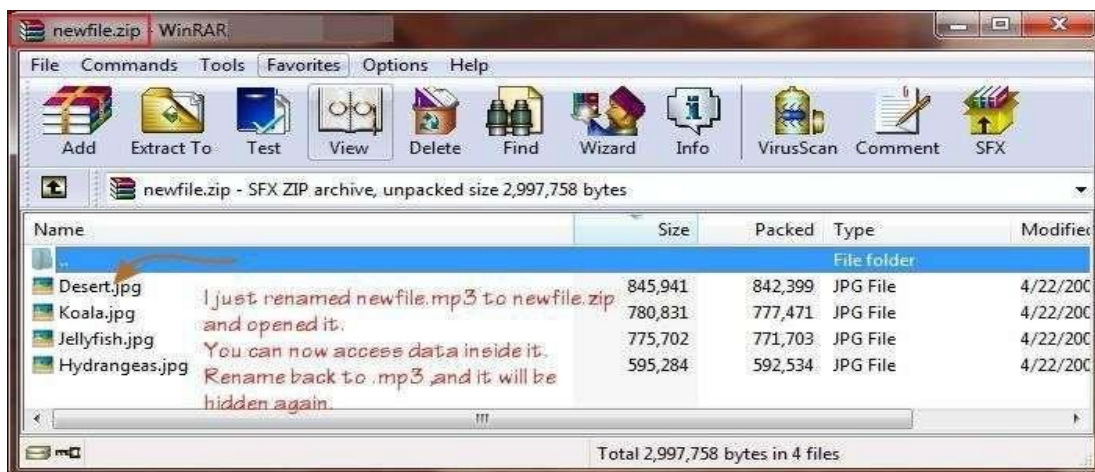 newfile.zip - WinRAR
File Commands Tools Favorites Options Help
Add Extract To Test View Delete Find Wizard Info VirusScan Comment SFX
newfile.zip - SFX ZIP archive, unpacked size 2,997,758 bytes
Name Size Packed Type Modified
.. File folder
Desert.jpg 845,941 842,399 JPG File 4/22/200
Koala.jpg 780,831 777,471 JPG File 4/22/200
Jellyfish.jpg 775,702 771,703 JPG File 4/22/200
Hydrangeas.jpg 595,284 592,534 JPG File 4/22/200
I just renamed newfile.mp3 to newfile.zip
and opened it.
You can now access data inside it.
Rename back to .mp3 ,and it will be
hidden again.
Total 2,997,758 bytes in 4 files